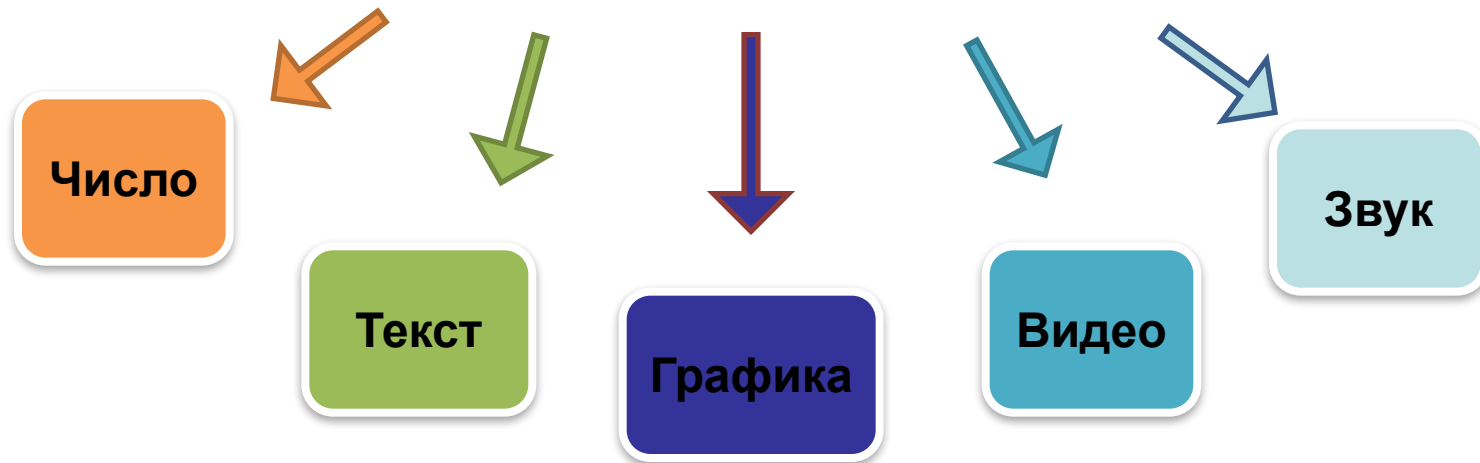 Число
Текст
Графика
Видео
Звук